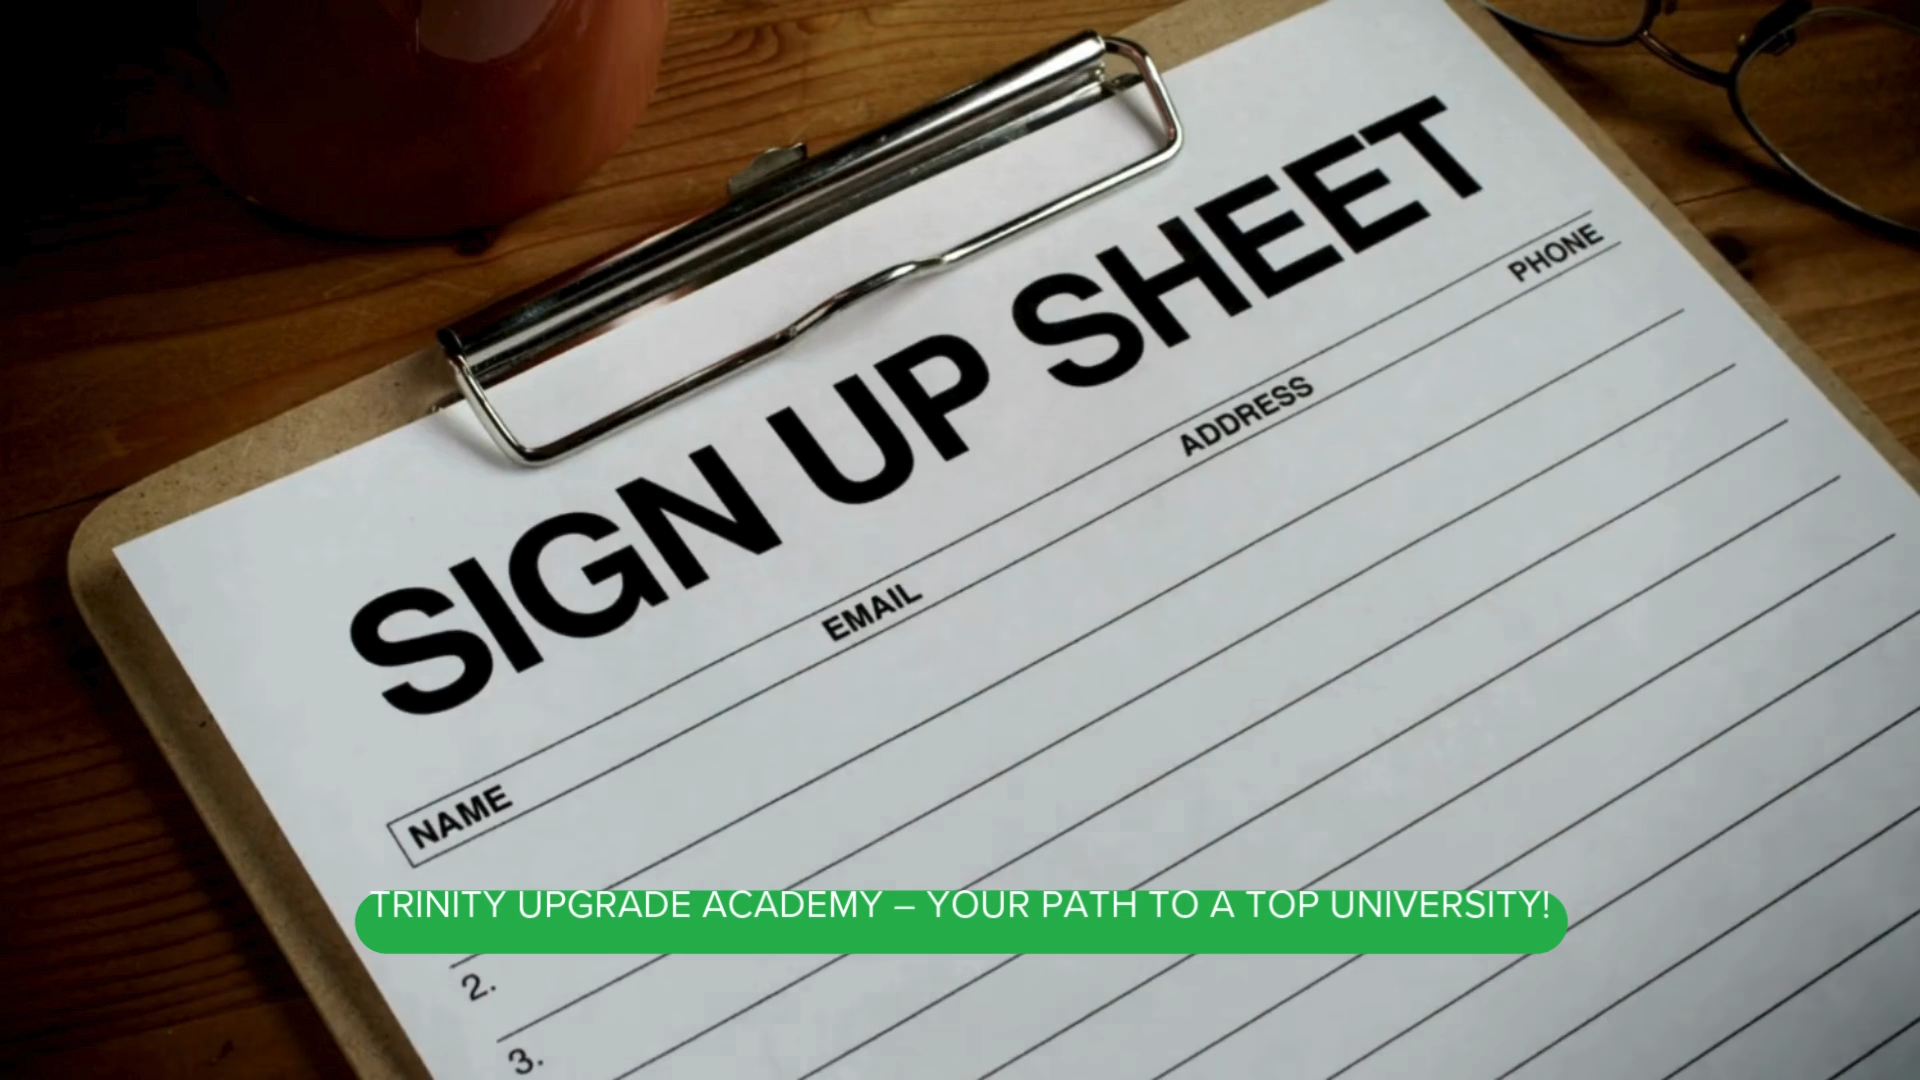 SIGN UP SHEET
NAME EMAIL ADDRESS PHONE
TRINITY UPGRADE ACADEMY – YOUR PATH TO A TOP UNIVERSITY!
2.
3.